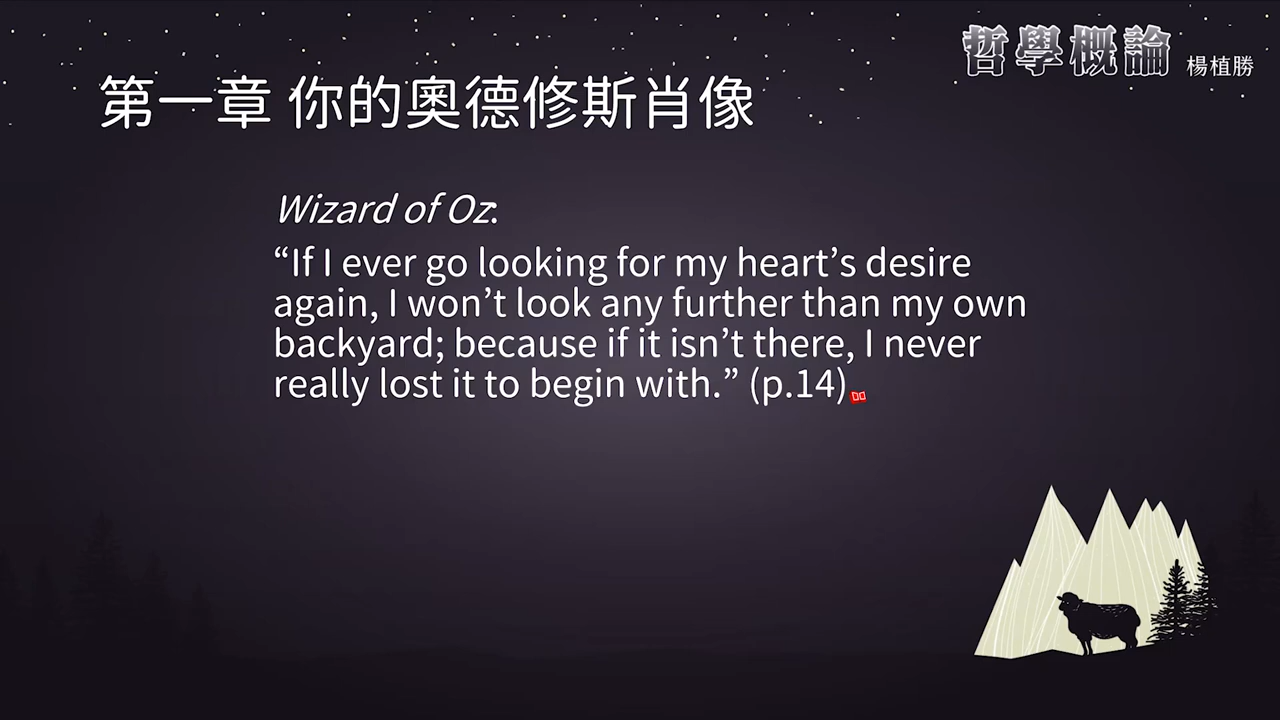 哲學概論 楊植勝
第一章 你的奧德修斯肖像
Wizard of Oz:
“If I ever go looking for my heart’s desire
again, I won’t look any further than my own
backyard; because if it isn’t there, I never
really lost it to begin with.” (p.14)